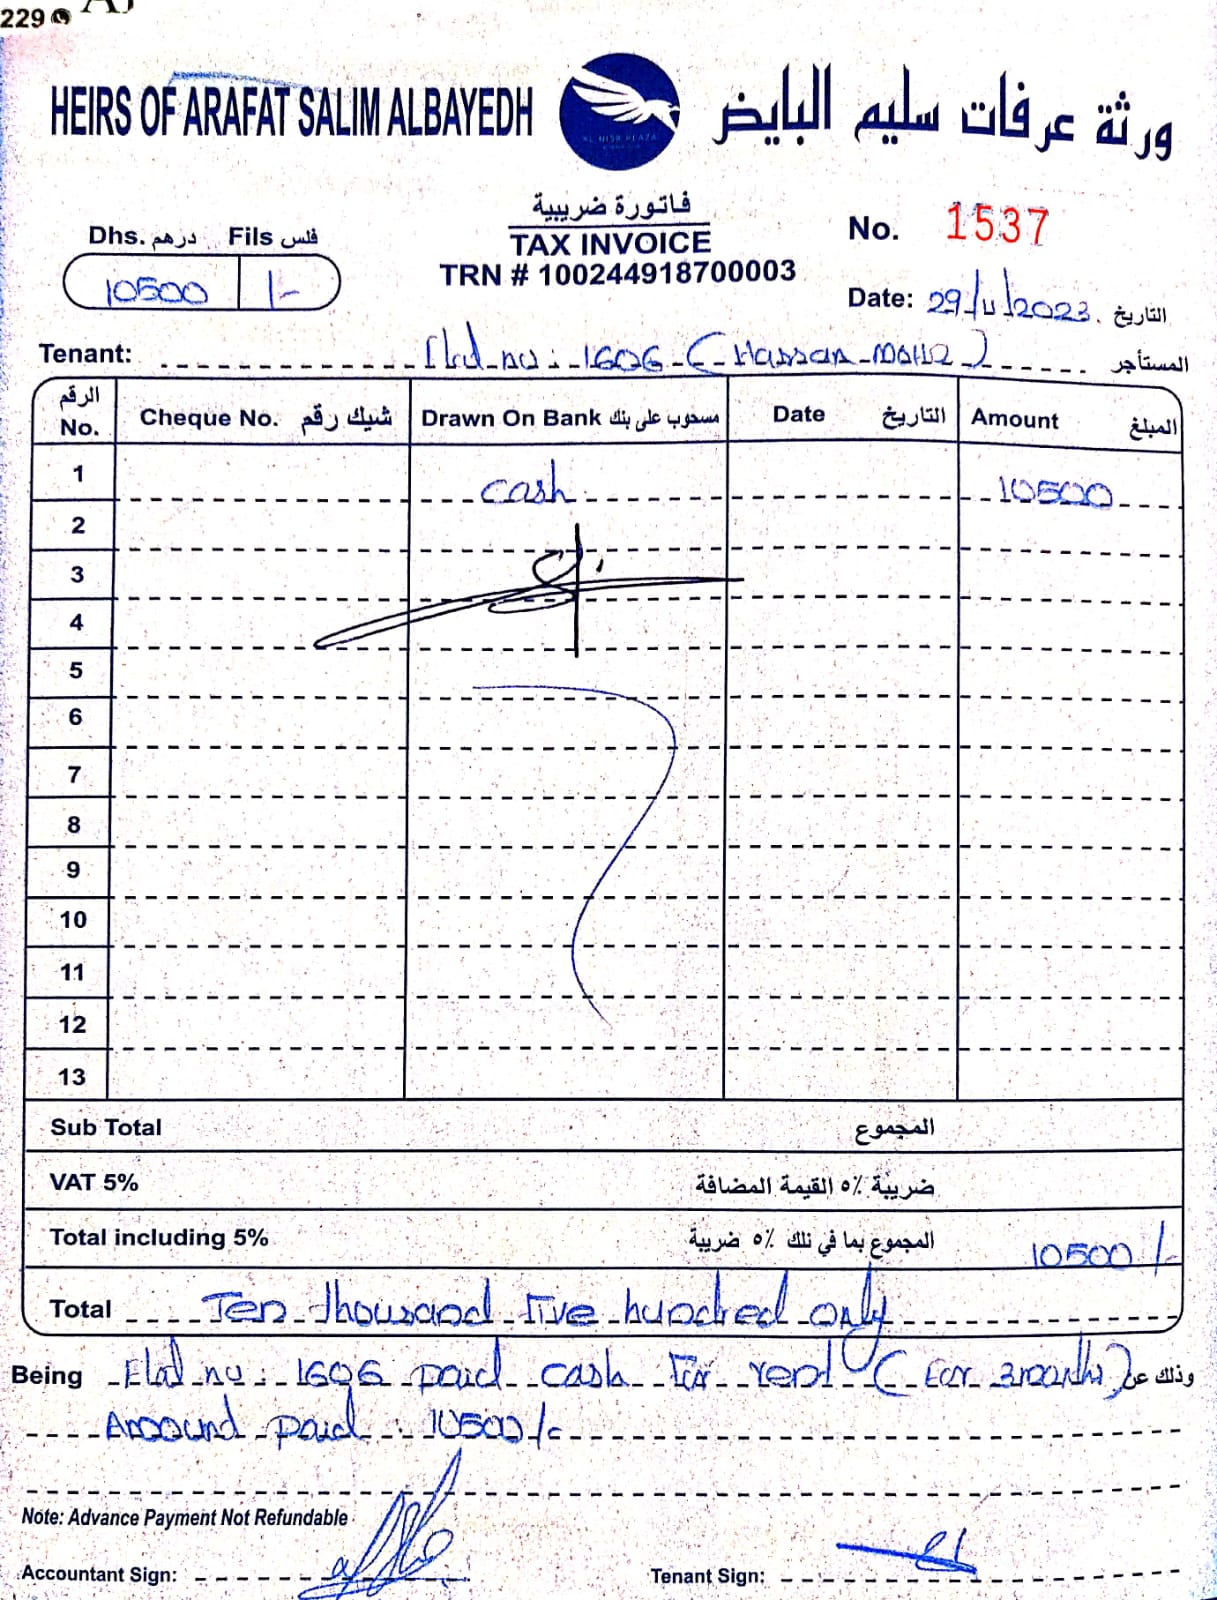 229
HEIRS OF ARAFAT SALIM ALBAYEDH
ورثة عرفات سليم البايض
AL NISR PLAZA
فاتورة ضريبية
TAX INVOICE
TRN # 100244918700003
No. 1537
Dhs. درهم Fils فلس
10500 /-
Date: 29/11/2023 التاريخ
Tenant: Flat no: 1606 (Hassan ) المستأجر
الرقم No. Cheque No. شيك رقم Drawn On Bank مسحوب على بنك Date التاريخ Amount المبلغ
1 cash 10500
2
3
4
5
6
7
8
9
10
11
12
13
Sub Total المجموع
VAT 5% ضريبة ٥٪ القيمة المضافة
Total including 5% المجموع بما في ذلك ٥٪ ضريبة 10500/-
Total Ten thousand five hundred only
Being Flat no: 1606 paid cash for rent (For 3months) وذلك عن
Amount paid: 10500/-
Note: Advance Payment Not Refundable
Accountant Sign:
Tenant Sign: